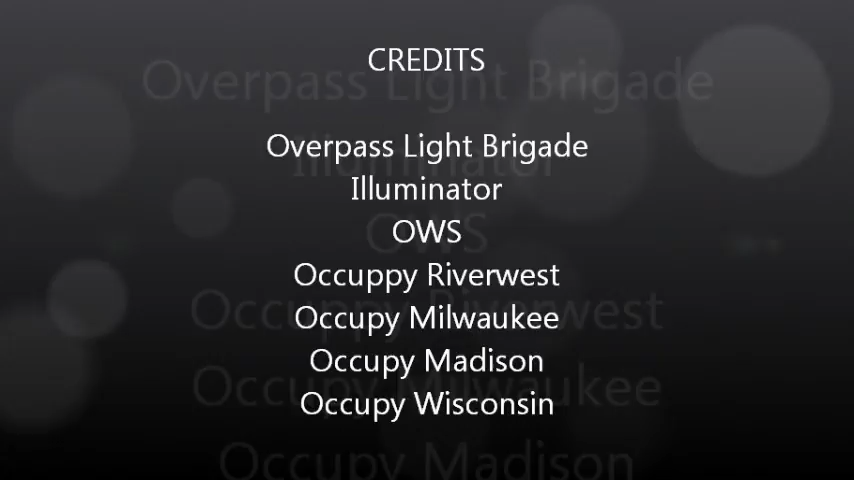 CREDITS
Overpass Light Brigade
Illuminator
OWS
Occuppy Riverwest
Occupy Milwaukee
Occupy Madison
Occupy Wisconsin